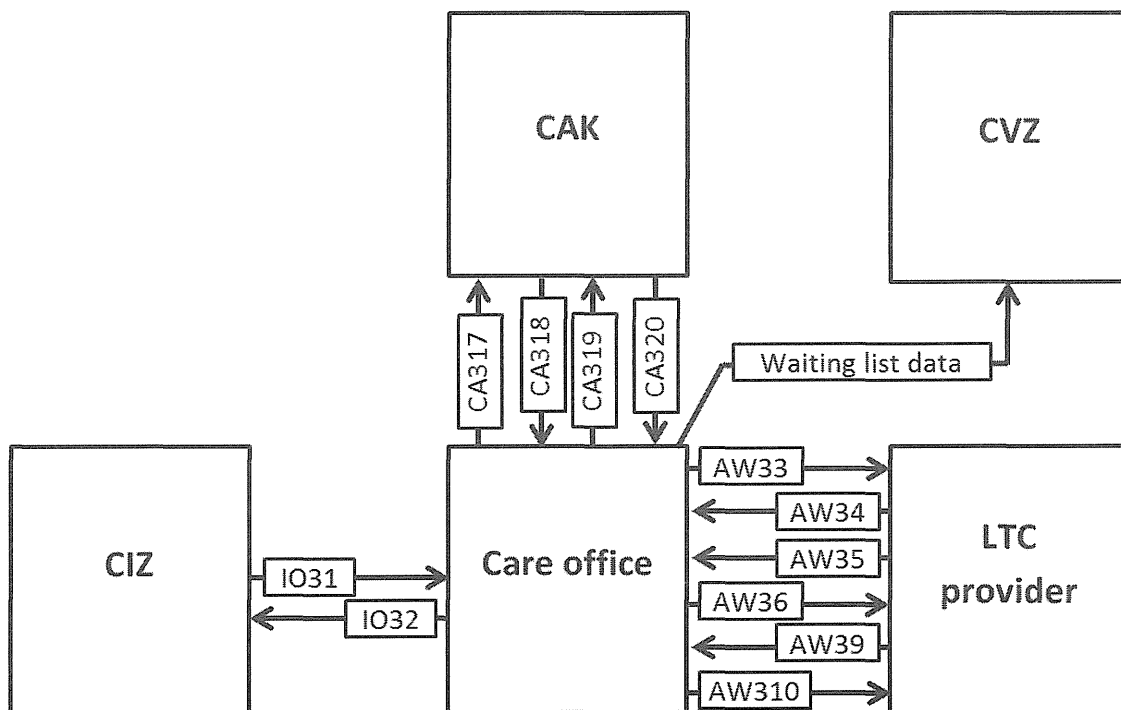 CAK
CVZ
CA317
CA318
CA319
CA320
Waiting list data
CIZ
IO31
IO32
Care office
AW33
AW34
AW35
AW36
AW39
AW310
LTC
provider